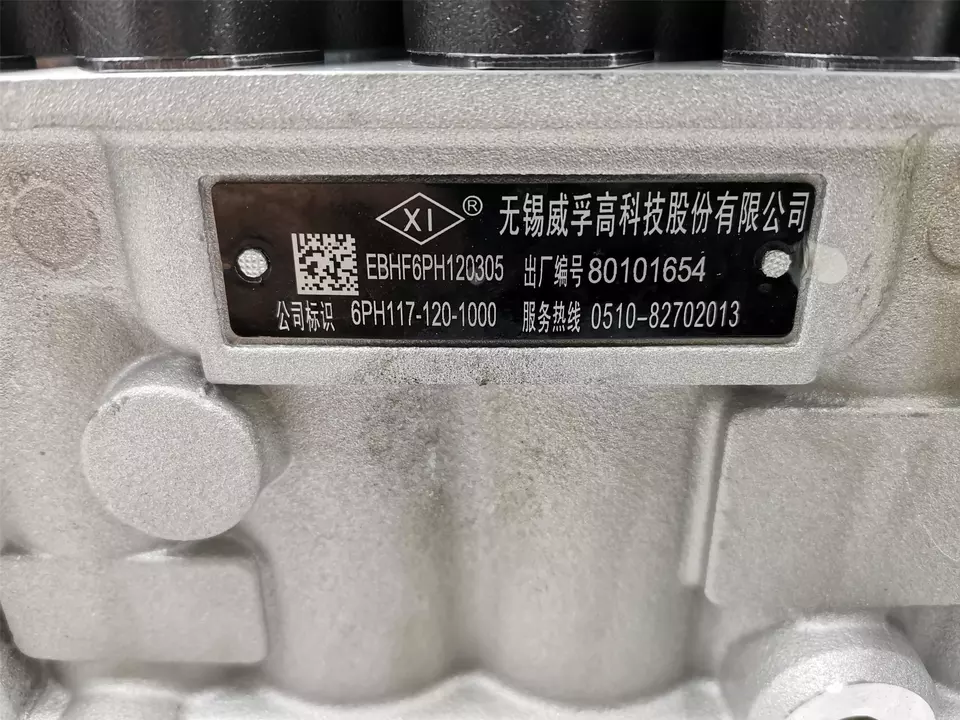 XI ® 无锡威孚高科技股份有限公司
EBHF6PH120305 出厂编号 80101654
公司标识 6PH117-120-1000 服务热线 0510-82702013